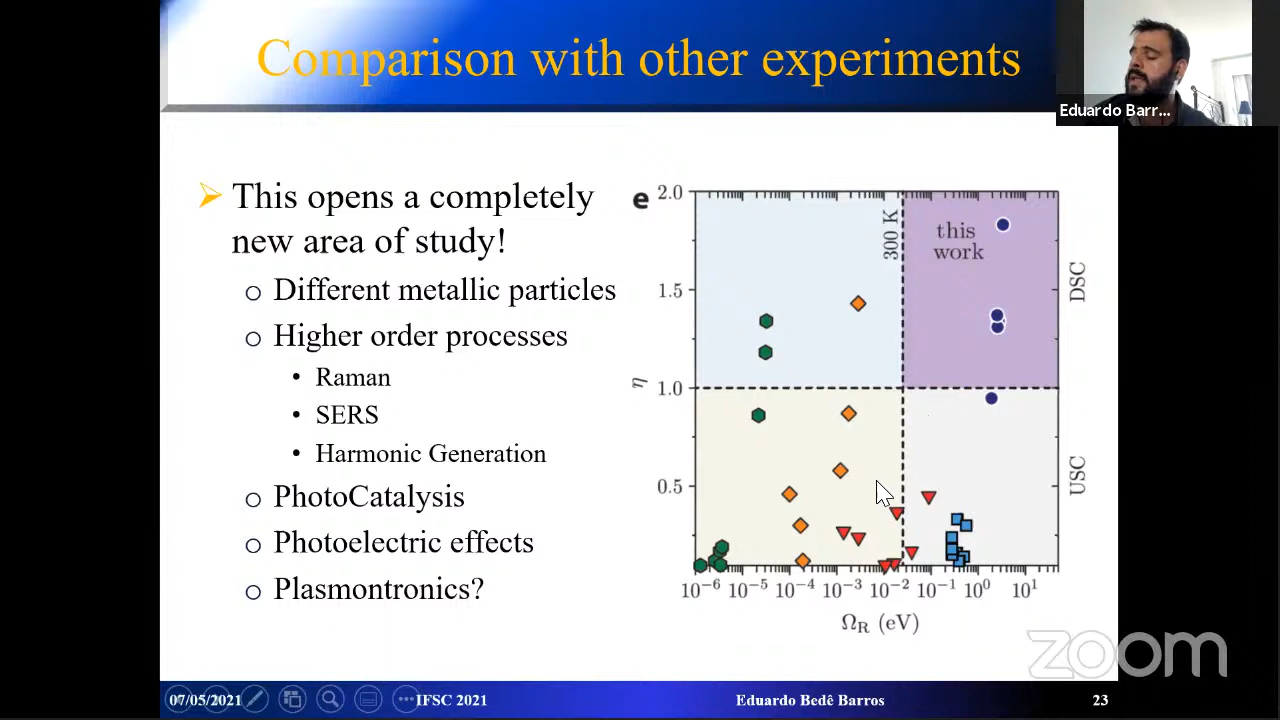 Comparison with other experiments
Eduardo Barr...
This opens a completely
new area of study!
Different metallic particles
Higher order processes
Raman
SERS
Harmonic Generation
PhotoCatalysis
Photoelectric effects
Plasmontronics?
e
2.0
1.5
1.0
0.5
η
300 K
this
work
DSC
USC
10⁻⁶ 10⁻⁵ 10⁻⁴ 10⁻³ 10⁻² 10⁻¹ 10⁰ 10¹
Ω_R (eV)
zoom
07/05/2021 IFSC 2021 Eduardo Bedê Barros 23